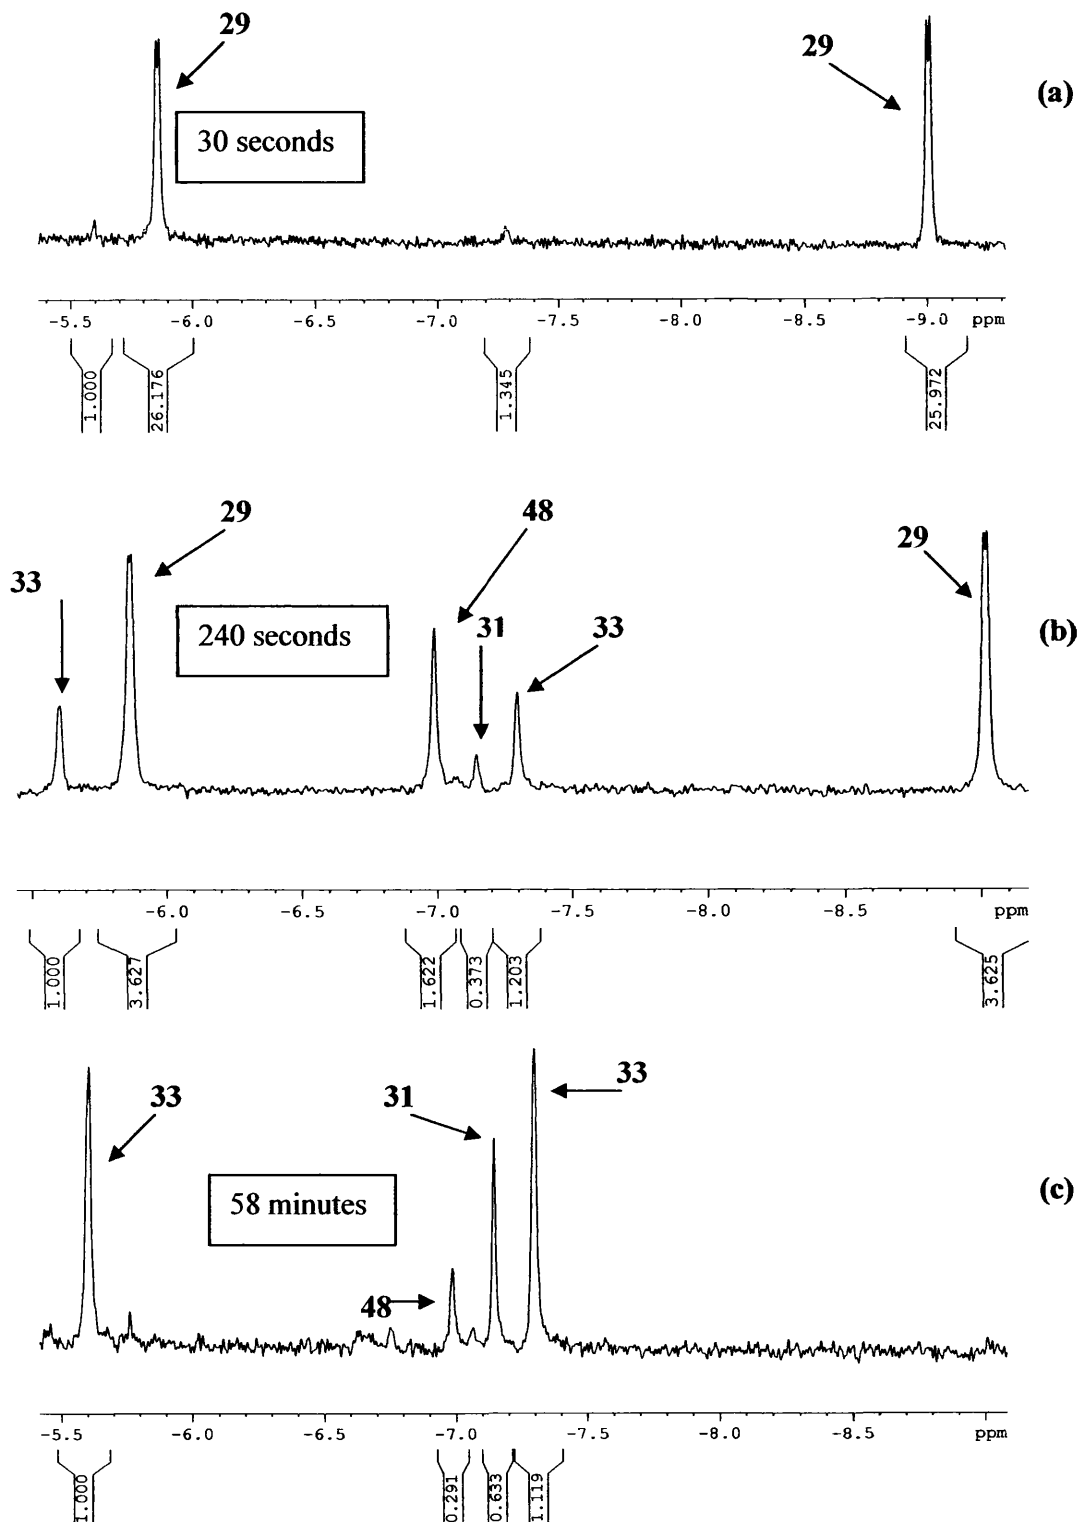 29
29
(a)
30 seconds
-5.5 -6.0 -6.5 -7.0 -7.5 -8.0 -8.5 -9.0 ppm
1.000 26.176 1.345 25.972
29
48
29
33
240 seconds
31
33
(b)
-6.0 -6.5 -7.0 -7.5 -8.0 -8.5 ppm
1.000 3.627 1.622 0.373 1.203 3.625
33
31
33
58 minutes
(c)
48
-5.5 -6.0 -6.5 -7.0 -7.5 -8.0 -8.5 ppm
1.000 0.291 0.633 1.119